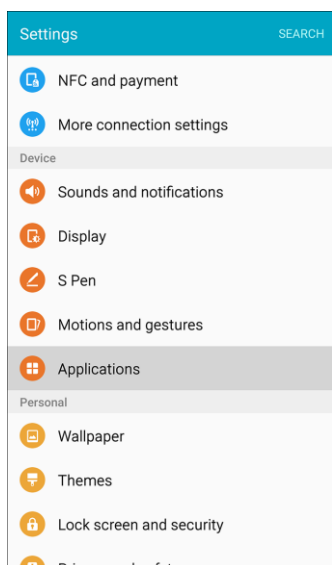 Settings SEARCH
NFC and payment
More connection settings
Device
Sounds and notifications
Display
S Pen
Motions and gestures
Applications
Personal
Wallpaper
Themes
Lock screen and security